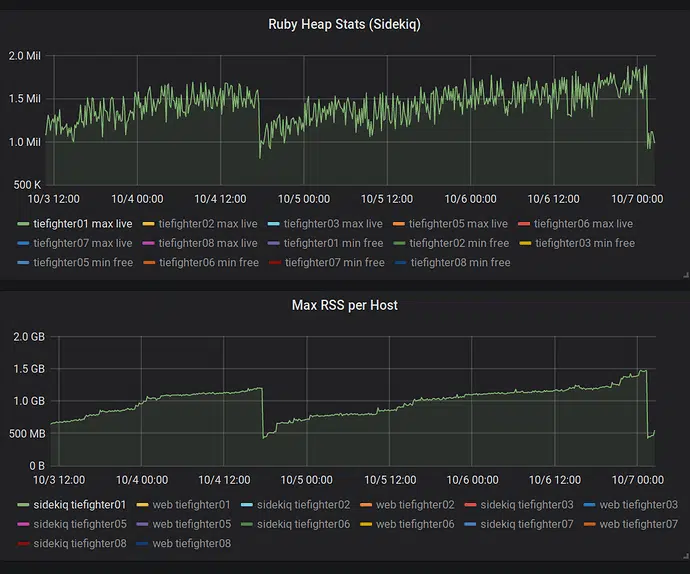 Ruby Heap Stats (Sidekiq)
2.0 Mil
1.5 Mil
1.0 Mil
500 K
10/3 12:00 10/4 00:00 10/4 12:00 10/5 00:00 10/5 12:00 10/6 00:00 10/6 12:00 10/7 00:00
tiefighter01 max live tiefighter02 max live tiefighter03 max live tiefighter05 max live tiefighter06 max live
tiefighter07 max live tiefighter08 max live tiefighter01 min free tiefighter02 min free tiefighter03 min free
tiefighter05 min free tiefighter06 min free tiefighter07 min free tiefighter08 min free
Max RSS per Host
2.0 GB
1.5 GB
1.0 GB
500 MB
0 B
10/3 12:00 10/4 00:00 10/4 12:00 10/5 00:00 10/5 12:00 10/6 00:00 10/6 12:00 10/7 00:00
sidekiq tiefighter01 web tiefighter01 sidekiq tiefighter02 web tiefighter02 sidekiq tiefighter03 web tiefighter03
sidekiq tiefighter05 web tiefighter05 sidekiq tiefighter06 web tiefighter06 sidekiq tiefighter07 web tiefighter07
sidekiq tiefighter08 web tiefighter08